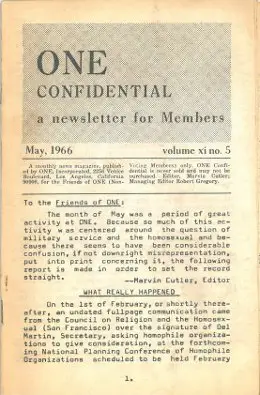 ONE
CONFIDENTIAL
a newsletter for Members
May, 1966 volume xi no. 5
A monthly news magazine, publish-
ed by ONE, Incorporated, 2256 Venice
Boulevard, Los Angeles, California
90006, for the Friends of ONE (Non-
Voting Members) only. ONE Confi-
dential is never sold and may not be
purchased. Editor, Marvin Cutler;
Managing Editor Robert Gregory.
To the Friends of ONE:
The month of May was a period of great
activity at ONE. Because so much of this ac-
tivity was centered around the question of
military service and the homosexual and be-
cause there seems to have been considerable
confusion, if not downright misrepresentation,
put into print concerning it, the following
report is made in order to set the record
straight.
--Marvin Cutler, Editor
WHAT REALLY HAPPENED
On the 1st of February, or shortly there-
after, an undated fullpage communication came
from the Council on Religion and the Homosex-
ual (San Francisco) over the signature of Del
Martin, Secretary, asking homophile organiza-
tions to give consideration, at the forthcom-
ing National Planning Conference of Homophile
Organizations scheduled to be held February
1.